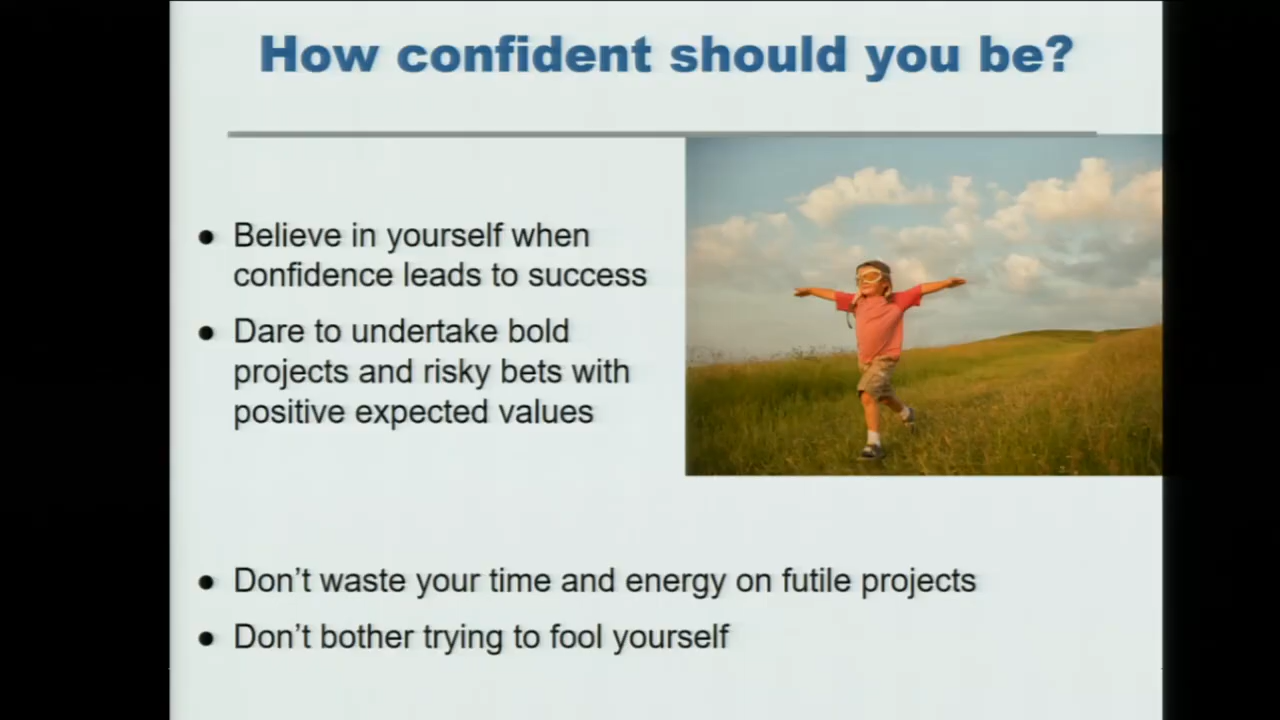 How confident should you be?
● Believe in yourself when
confidence leads to success
● Dare to undertake bold
projects and risky bets with
positive expected values
● Don't waste your time and energy on futile projects
● Don't bother trying to fool yourself